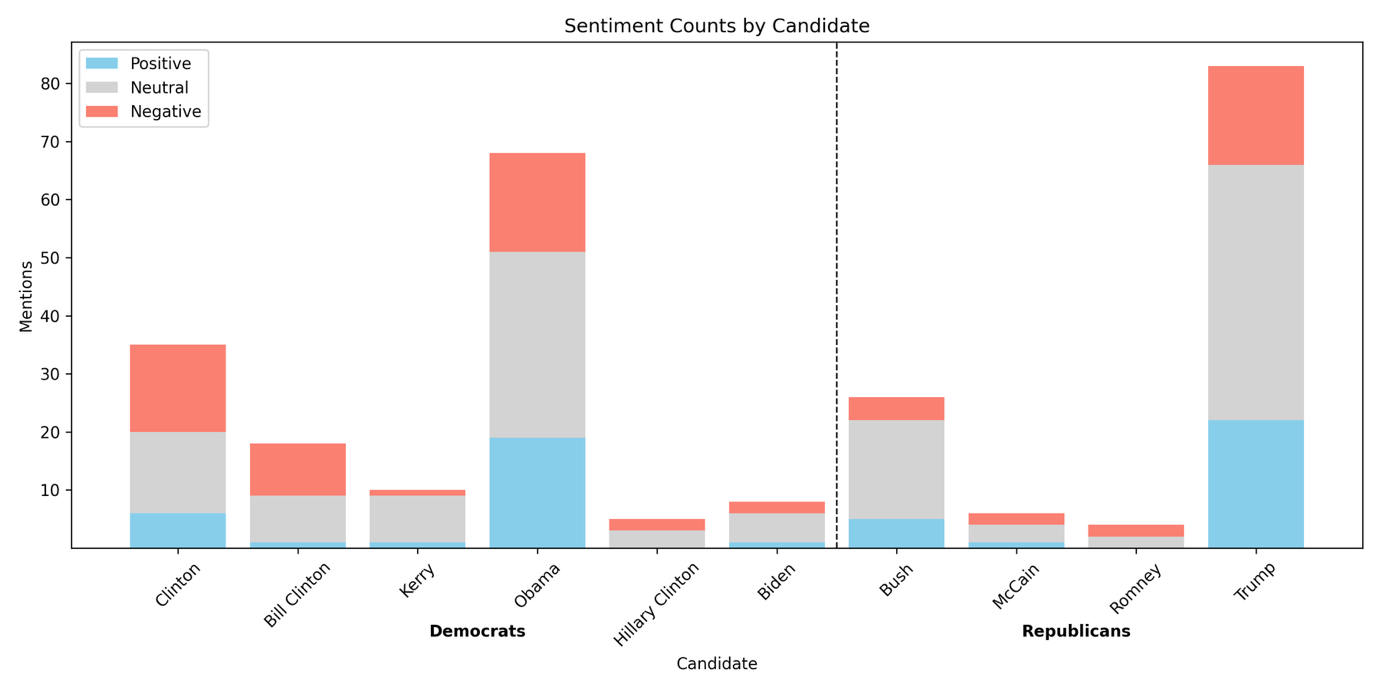 Sentiment Counts by Candidate
Positive
Neutral
Negative
Mentions
80
70
60
50
40
30
20
10
Clinton
Bill Clinton
Kerry
Obama
Hillary Clinton
Biden
Bush
McCain
Romney
Trump
Democrats
Republicans
Candidate